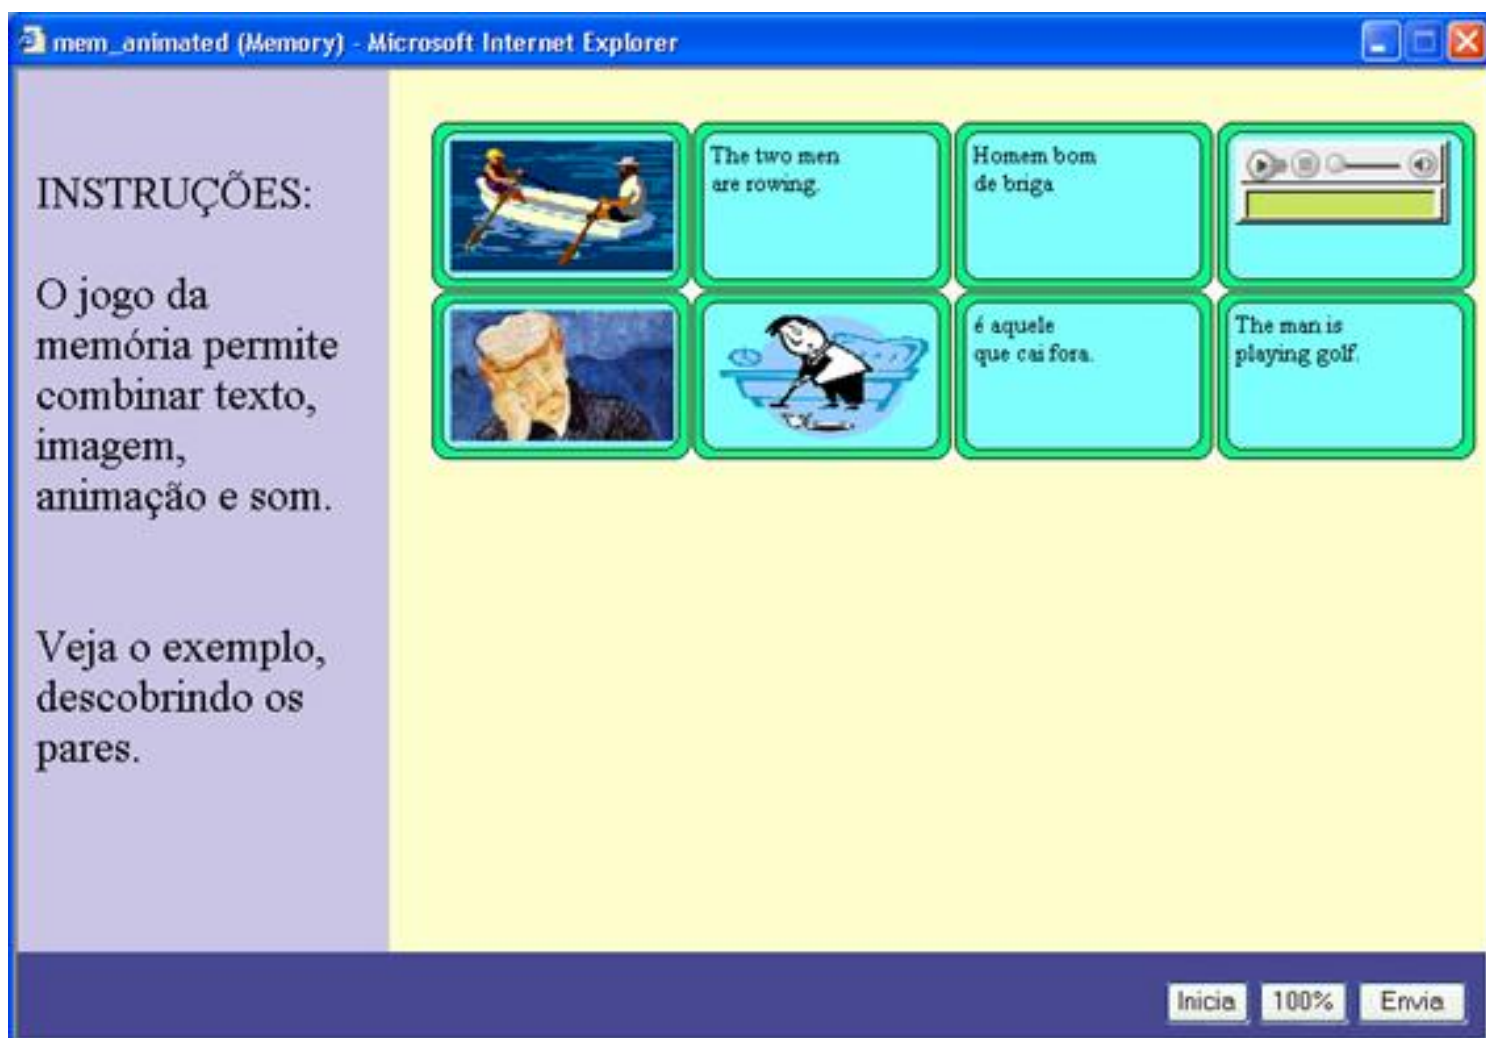 mem_animated (Memory) - Microsoft Internet Explorer
INSTRUÇÕES:
O jogo da
memória permite
combinar texto,
imagem,
animação e som.
Veja o exemplo,
descobrindo os
pares.
The two men
are rowing.
Homem bom
de briga
é aquele
que cai fora.
The man is
playing golf.
Inicia
100%
Envia